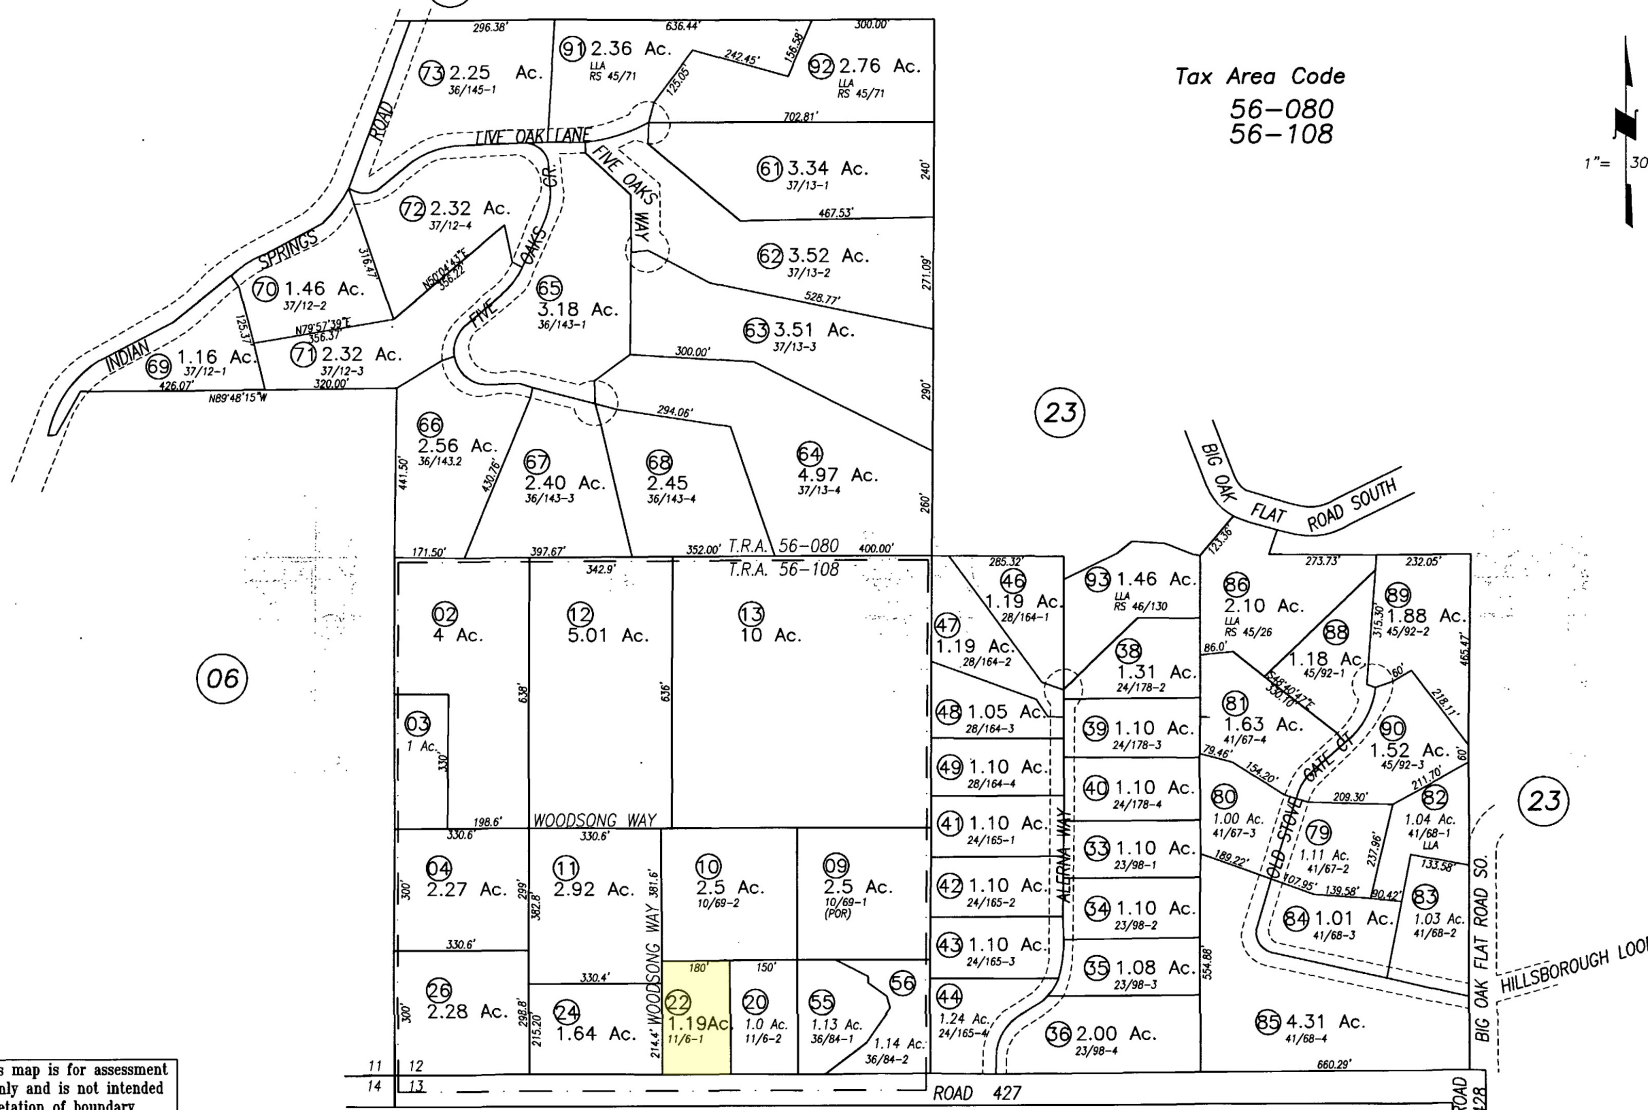 296.38'
636.44'
300.00'
73 2.25 Ac.
36/145-1
91 2.36 Ac.
LLA
RS 45/71
125.05'
242.45'
156.58'
92 2.76 Ac.
LLA
RS 45/71
702.81'
Tax Area Code
56-080
56-108
1"= 30
ROAD
LIVE OAK LANE
FIVE OAKS WAY
61 3.34 Ac.
37/13-1
240'
467.53'
72 2.32 Ac.
37/12-4
CR.
OAKS
FIVE
SPRINGS
INDIAN
316.47'
N50°04'43"E
356.22'
62 3.52 Ac.
37/13-2
271.09'
528.77'
70 1.46 Ac.
37/12-2
125.37'
N79°57'39"E
356.37'
65
3.18 Ac.
36/143-1
63 3.51 Ac.
37/13-3
300.00'
69 1.16 Ac.
37/12-1
426.07'
71 2.32 Ac.
37/12-3
320.00'
N89°48'15"W
290'
294.06'
23
66
2.56 Ac.
36/143.2
441.50'
430.76'
67
2.40 Ac.
36/143-3
68
2.45
36/143-4
64
4.97 Ac.
37/13-4
260'
BIG OAK FLAT ROAD SOUTH
171.50'
397.67'
352.00'
T.R.A. 56-080
400.00'
342.9'
T.R.A. 56-108
285.32'
123.36'
273.73'
232.05'
02
4 Ac.
12
5.01 Ac.
13
10 Ac.
46
1.19 Ac.
28/164-1
93 1.46 Ac.
LLA
RS 46/130
86
2.10 Ac.
LLA
RS 45/26
89
1.88 Ac.
45/92-2
315.30'
465.47'
47
1.19 Ac.
28/164-2
38
1.31 Ac.
24/178-2
86.0'
88
1.18 Ac.
45/92-1
S48°40'47"E
330.10'
60'
218.11'
06
638'
636'
03
1 Ac.
330'
48 1.05 Ac.
28/164-3
39 1.10 Ac.
24/178-3
81
1.63 Ac.
41/67-4
90
1.52 Ac.
45/92-3
60'
79.46'
154.20'
GATE CT
OLD STOVE
211.70'
49 1.10 Ac.
28/164-4
40 1.10 Ac.
24/178-4
80
1.00 Ac.
41/67-3
209.30'
82
1.04 Ac.
41/68-1
LLA
23
198.6'
WOODSONG WAY
41 1.10 Ac.
24/165-1
ALERNA WAY
33 1.10 Ac.
23/98-1
189.22'
79
1.11 Ac.
41/67-2
237.96'
133.58'
330.6'
330.6'
04
2.27 Ac.
300'
299'
382.8'
11
2.92 Ac.
381.6'
10
2.5 Ac.
10/69-2
09
2.5 Ac.
10/69-1
(POR)
42 1.10 Ac.
24/165-2
34 1.10 Ac.
23/98-2
107.95'
139.58'
90.42'
84 1.01 Ac.
41/68-3
83
1.03 Ac.
41/68-2
BIG OAK FLAT ROAD SO.
HILLSBOROUGH LOOP
330.6'
WOODSONG WAY
180'
150'
43 1.10 Ac.
24/165-3
35 1.08 Ac.
23/98-3
554.88'
26
2.28 Ac.
300'
298.8'
330.4'
215.20'
24
1.64 Ac.
214.4'
22
1.19Ac.
11/6-1
20
1.0 Ac.
11/6-2
55
1.13 Ac.
36/84-1
56
1.14 Ac.
36/84-2
44
1.24 Ac.
24/165-4
36 2.00 Ac.
23/98-4
85 4.31 Ac.
41/68-4
660.29'
11 12
14 13
ROAD 427
ROAD
428
s map is for assessment
nly and is not intended
etation of boundary